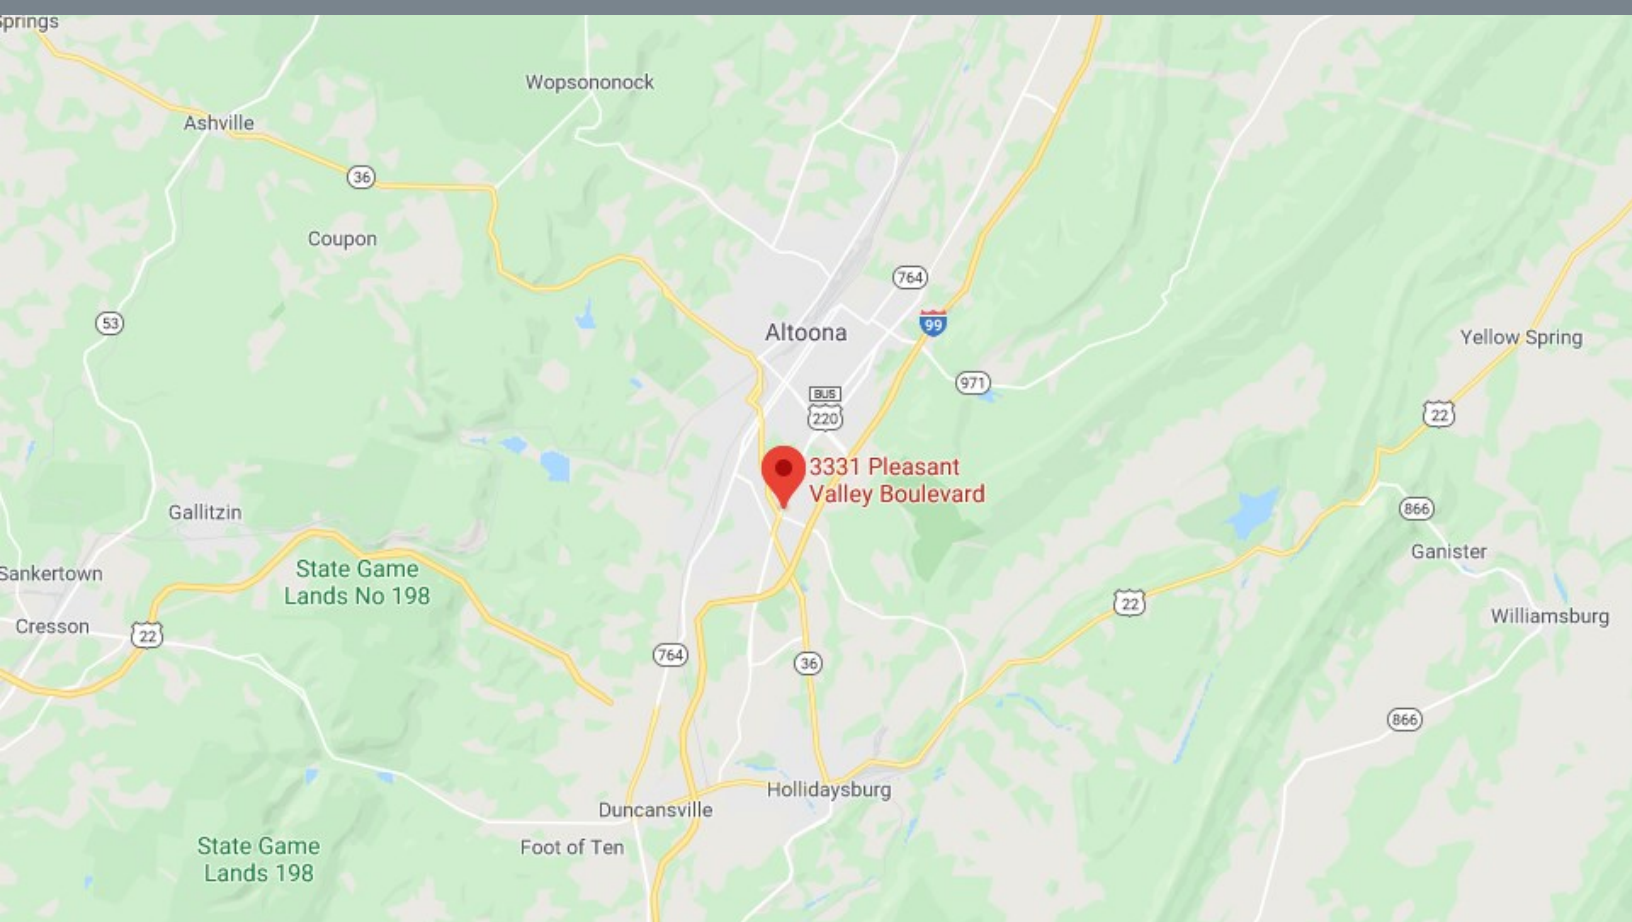 Springs
Wopsononock
Ashville
36
Coupon
764
53
99
Altoona
Yellow Spring
971
BUS
220
22
3331 Pleasant
Valley Boulevard
Gallitzin
866
Ganister
State Game
Lands No 198
Sankertown
22
Williamsburg
Cresson
22
764
36
866
Hollidaysburg
Duncansville
State Game
Lands 198
Foot of Ten